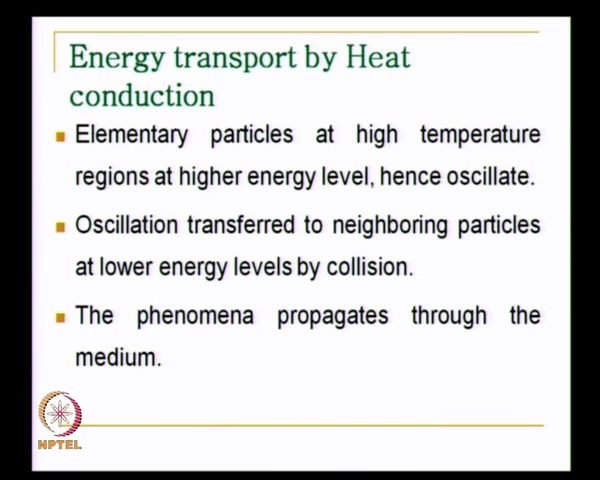 Energy transport by Heat
conduction
Elementary particles at high temperature
regions at higher energy level, hence oscillate.
Oscillation transferred to neighboring particles
at lower energy levels by collision.
The phenomena propagates through the
medium.
NPTEL